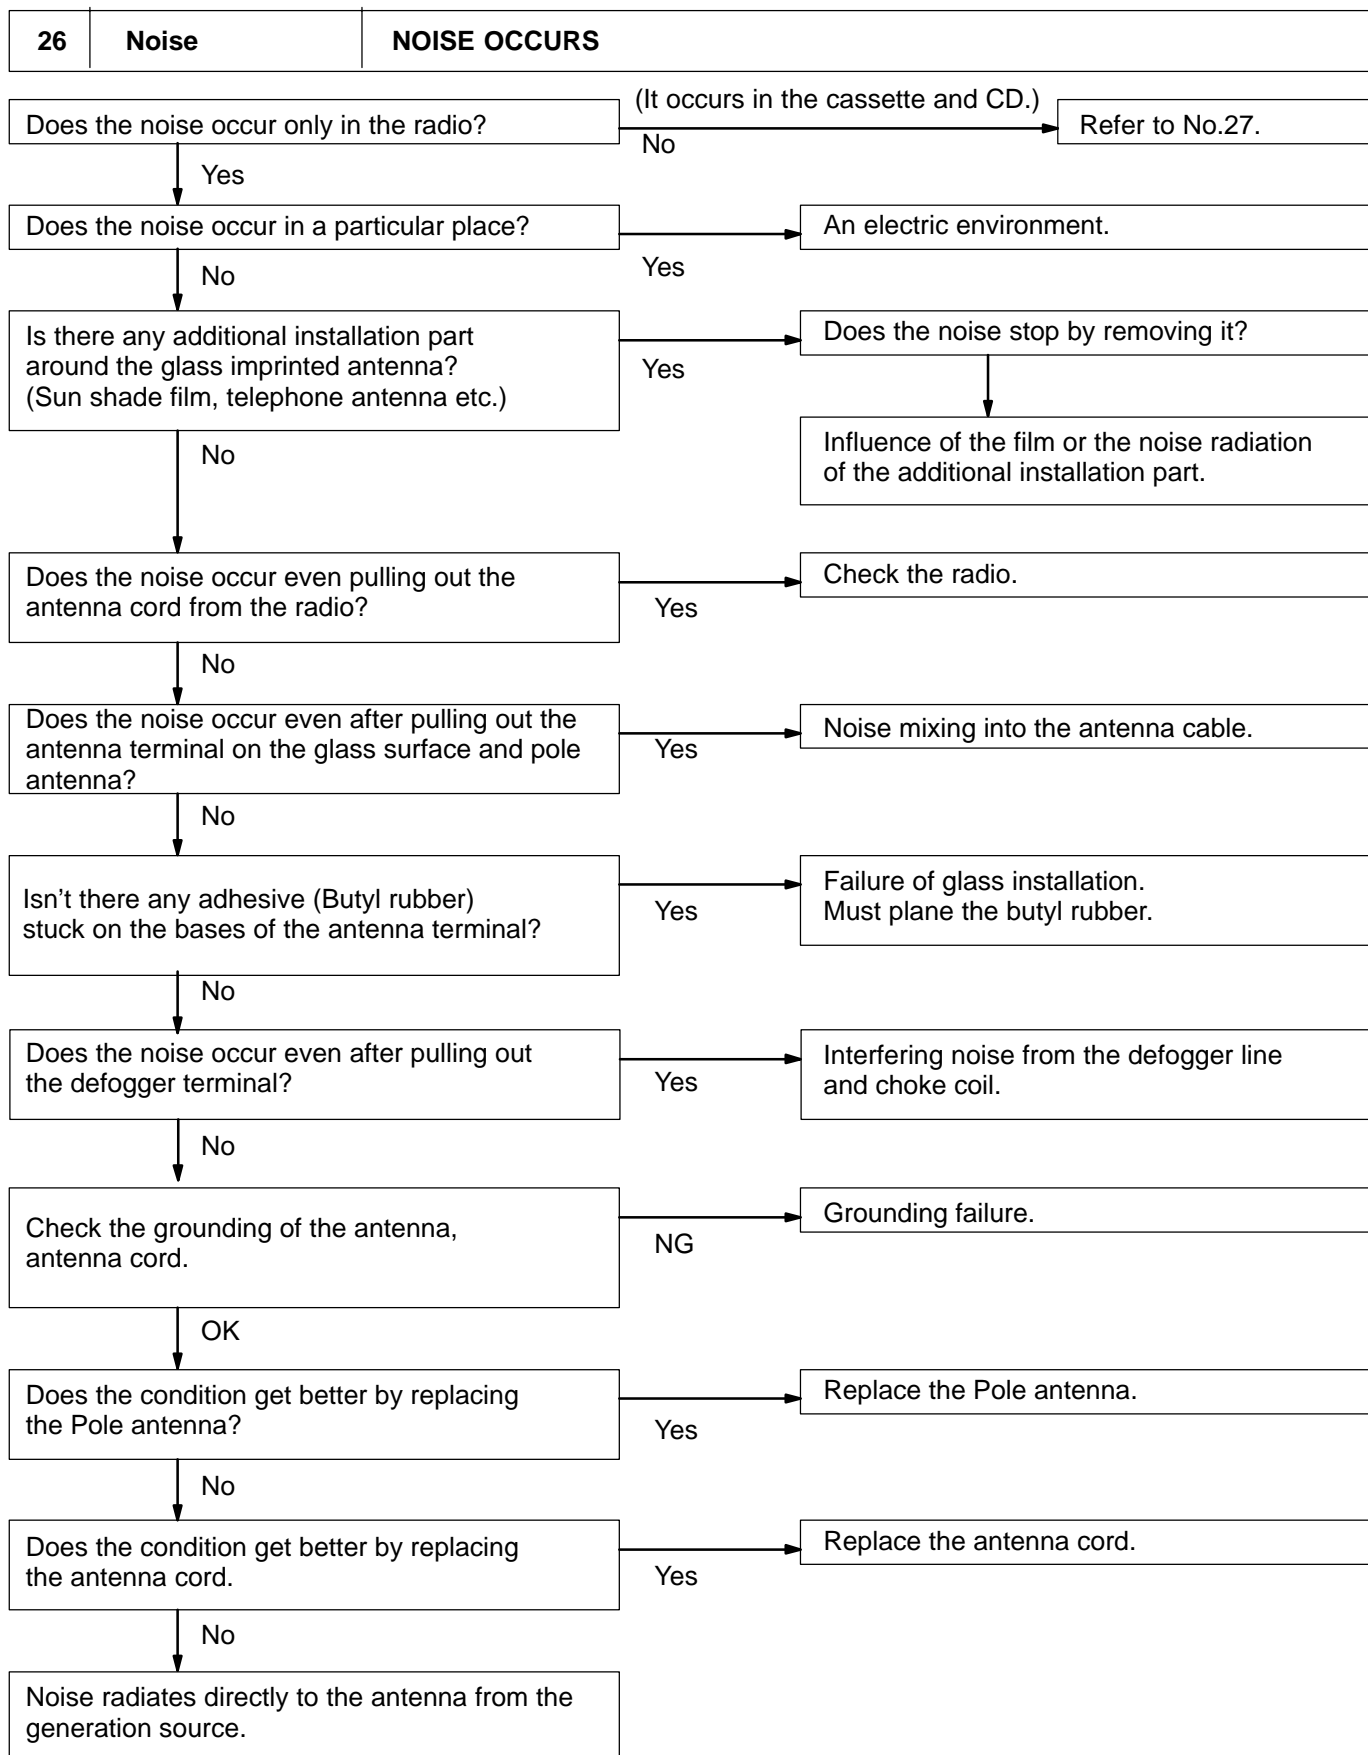 26 Noise NOISE OCCURS
Does the noise occur only in the radio?
(It occurs in the cassette and CD.)
No
Refer to No.27.
Yes
Does the noise occur in a particular place?
Yes
An electric environment.
No
Is there any additional installation part
around the glass imprinted antenna?
(Sun shade film, telephone antenna etc.)
Yes
Does the noise stop by removing it?
Influence of the film or the noise radiation
of the additional installation part.
No
Does the noise occur even pulling out the
antenna cord from the radio?
Yes
Check the radio.
No
Does the noise occur even after pulling out the
antenna terminal on the glass surface and pole
antenna?
Yes
Noise mixing into the antenna cable.
No
Isn't there any adhesive (Butyl rubber)
stuck on the bases of the antenna terminal?
Yes
Failure of glass installation.
Must plane the butyl rubber.
No
Does the noise occur even after pulling out
the defogger terminal?
Yes
Interfering noise from the defogger line
and choke coil.
No
Check the grounding of the antenna,
antenna cord.
NG
Grounding failure.
OK
Does the condition get better by replacing
the Pole antenna?
Yes
Replace the Pole antenna.
No
Does the condition get better by replacing
the antenna cord.
Yes
Replace the antenna cord.
No
Noise radiates directly to the antenna from the
generation source.